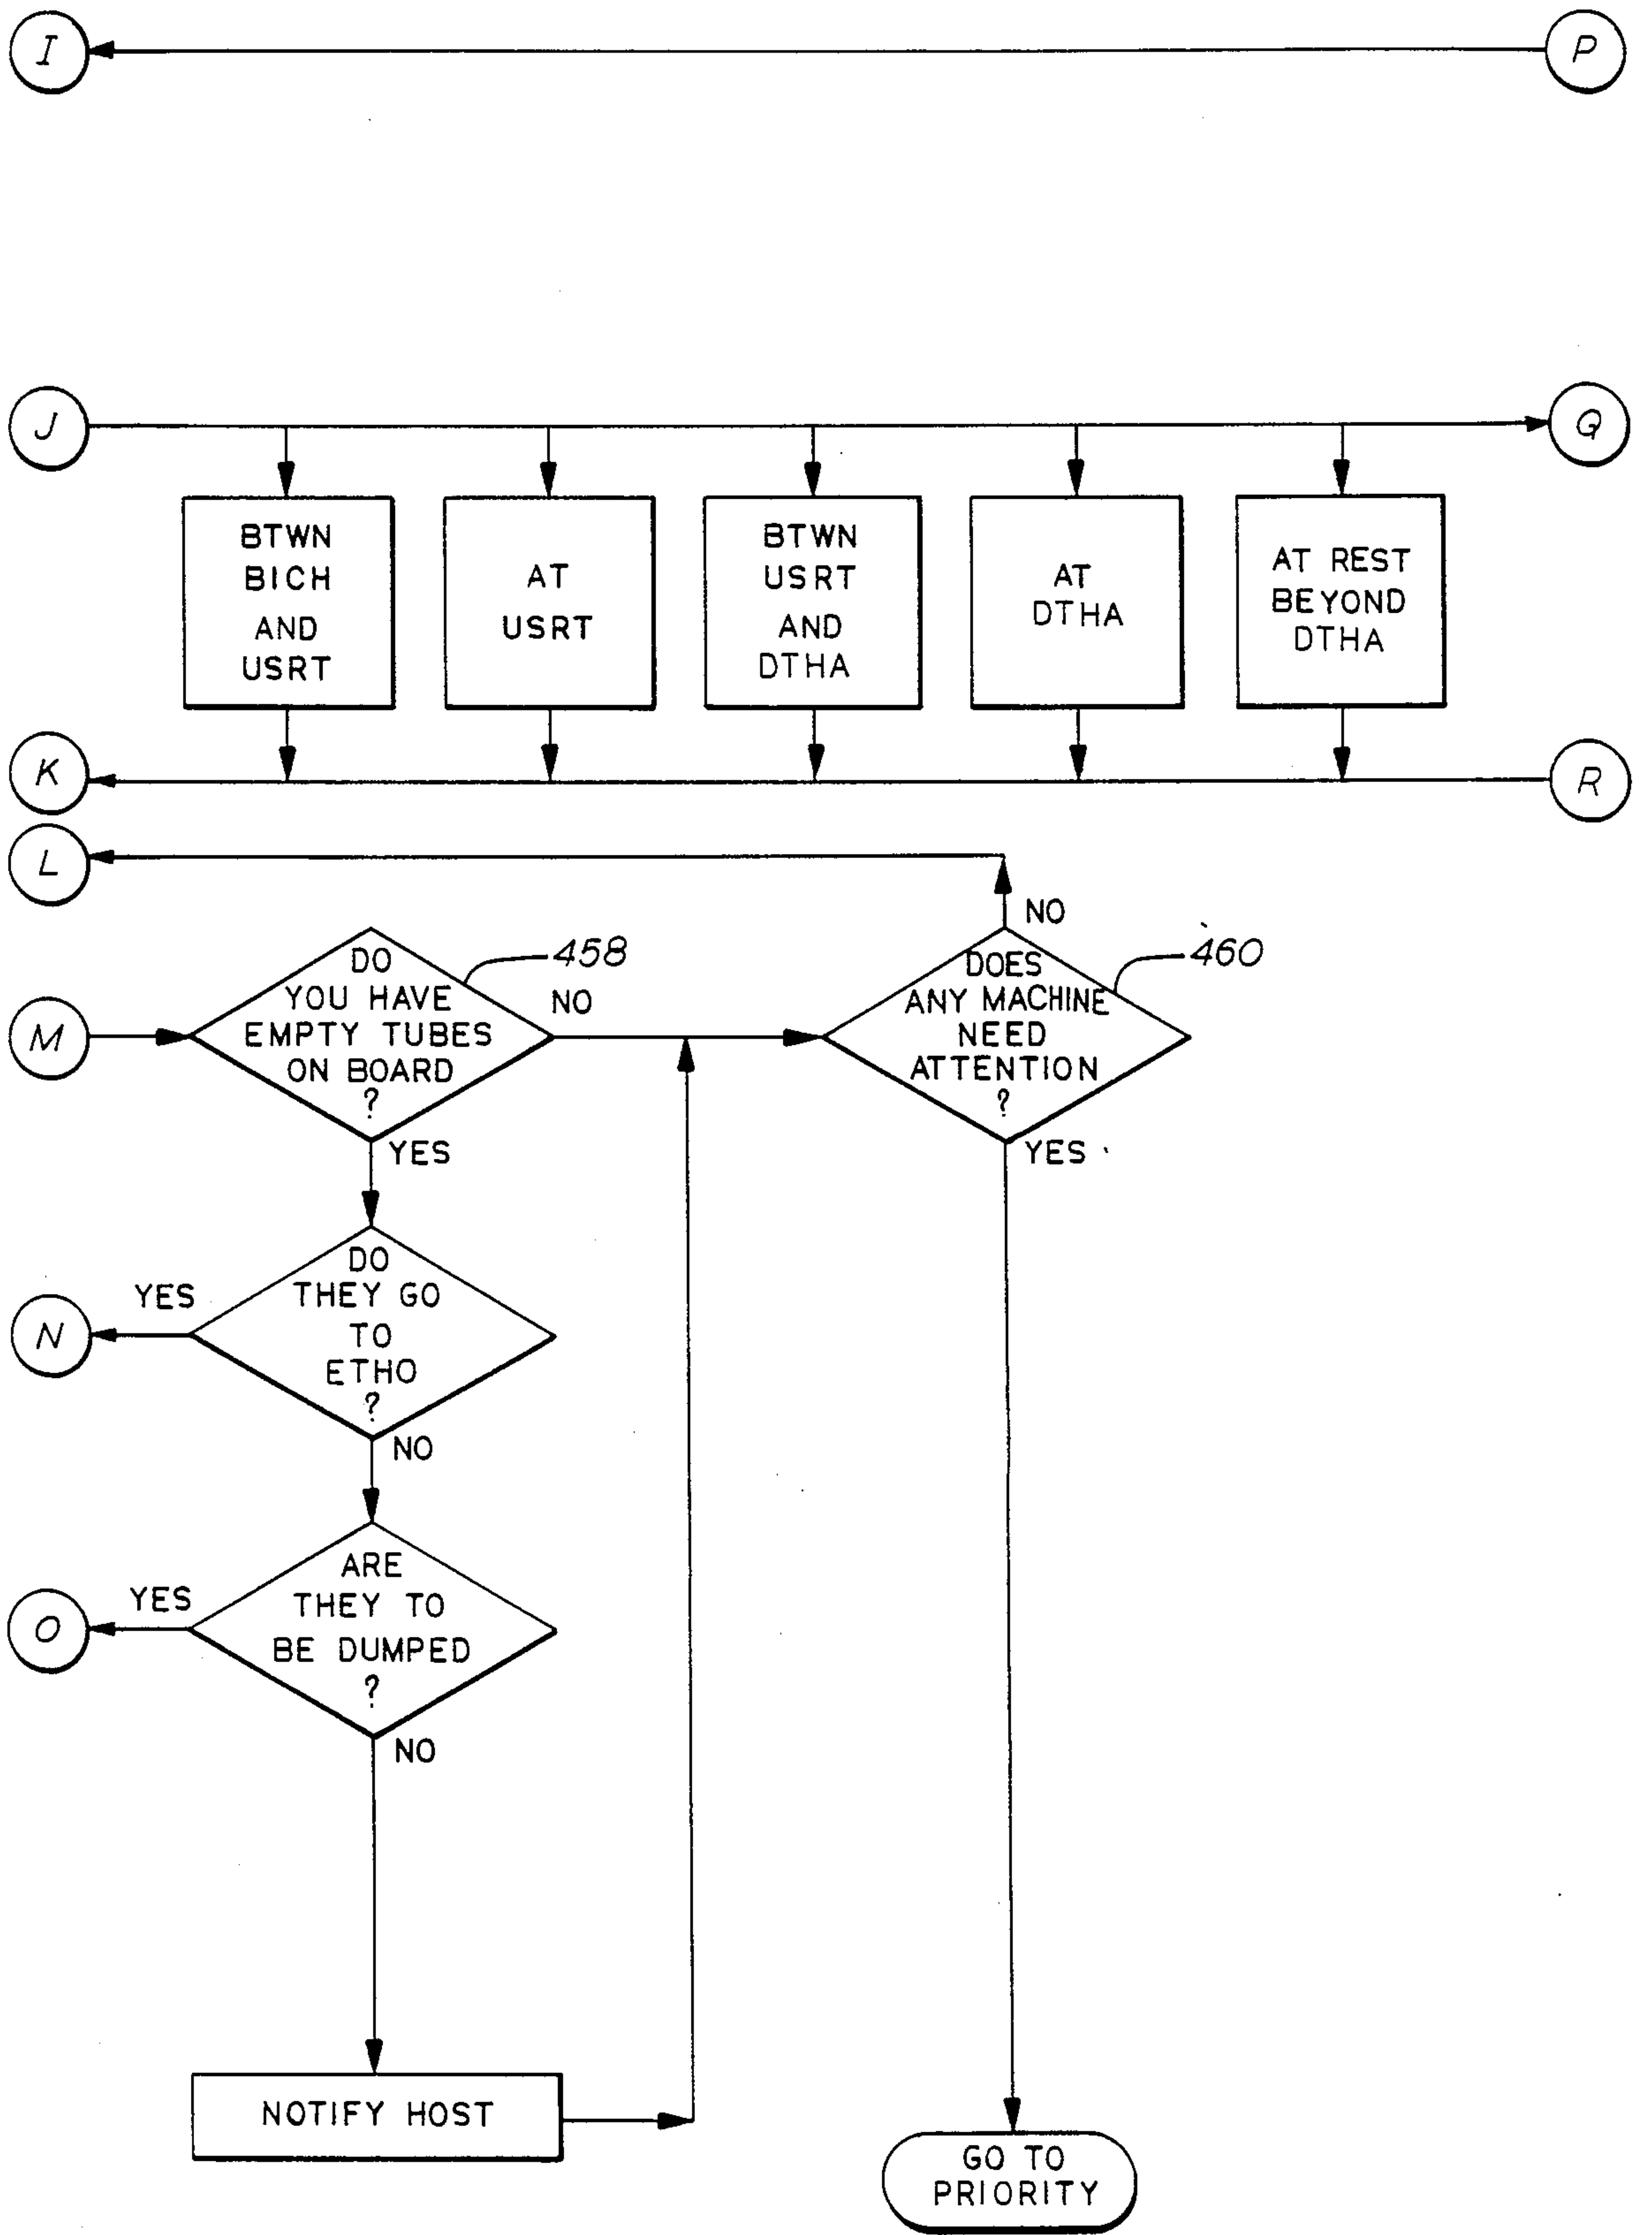 I
P
J
Q
BTWN
BICH
AND
USRT
AT
USRT
BTWN
USRT
AND
DTHA
AT
DTHA
AT REST
BEYOND
DTHA
K
R
L
NO
DO
YOU HAVE
EMPTY TUBES
ON BOARD
?
458
NO
DOES
ANY MACHINE
NEED
ATTENTION
?
460
M
YES
YES
DO
THEY GO
TO
ETHO
?
YES
N
NO
ARE
THEY TO
BE DUMPED
?
YES
O
NO
NOTIFY HOST
GO TO
PRIORITY